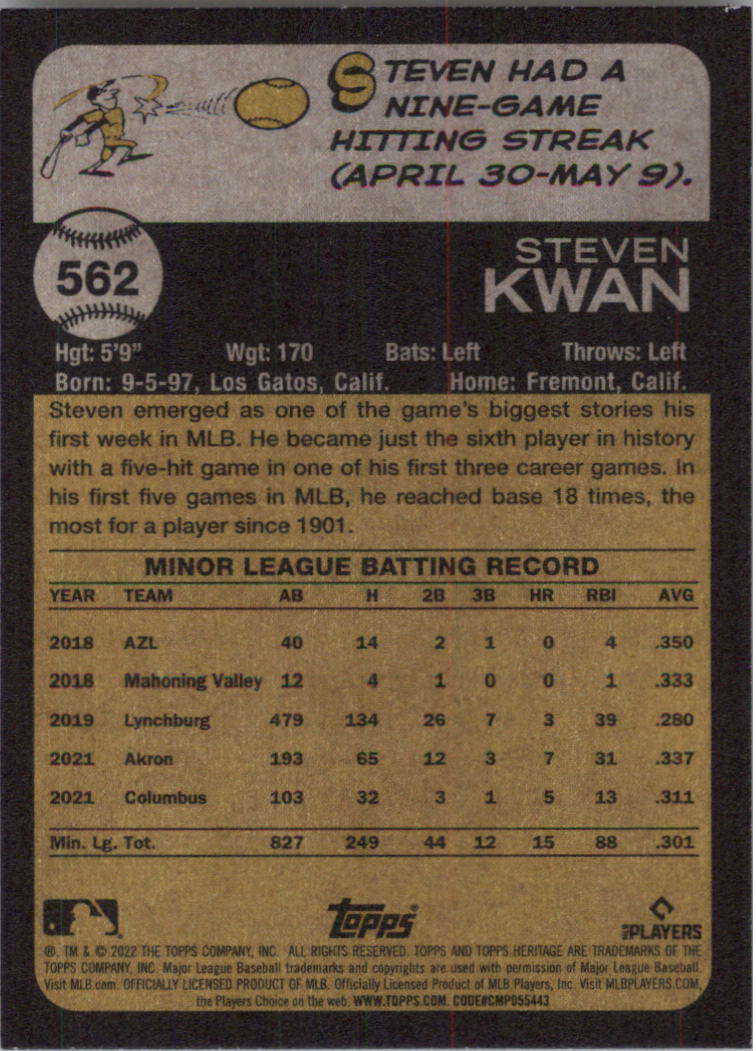 STEVEN HAD A
NINE-GAME
HITTING STREAK
(APRIL 30-MAY 9).
562
STEVEN
KWAN
Hgt: 5'9" Wgt: 170 Bats: Left Throws: Left
Born: 9-5-97, Los Gatos, Calif. Home: Fremont, Calif.
Steven emerged as one of the game's biggest stories his
first week in MLB. He became just the sixth player in history
with a five-hit game in one of his first three career games. In
his first five games in MLB, he reached base 18 times, the
most for a player since 1901.
MINOR LEAGUE BATTING RECORD
YEAR TEAM AB H 2B 3B HR RBI AVG
2018 AZL 40 14 2 1 0 4 .350
2018 Mahoning Valley 12 4 1 0 0 1 .333
2019 Lynchburg 479 134 26 7 3 39 .280
2021 Akron 193 65 12 3 7 31 .337
2021 Columbus 103 32 3 1 5 13 .311
Min. Lg. Tot. 827 249 44 12 15 88 .301
Topps
MLB PLAYERS
®, TM & © 2022 THE TOPPS COMPANY, INC. ALL RIGHTS RESERVED. TOPPS AND TOPPS HERITAGE ARE TRADEMARKS OF THE
TOPPS COMPANY, INC. Major League Baseball trademarks and copyrights are used with permission of Major League Baseball.
Visit MLB.com. OFFICIALLY LICENSED PRODUCT OF MLB. Officially Licensed Product of MLB Players, Inc. Visit MLBPLAYERS.COM,
the Players Choice on the web. WWW.TOPPS.COM. CODE#CMP055443